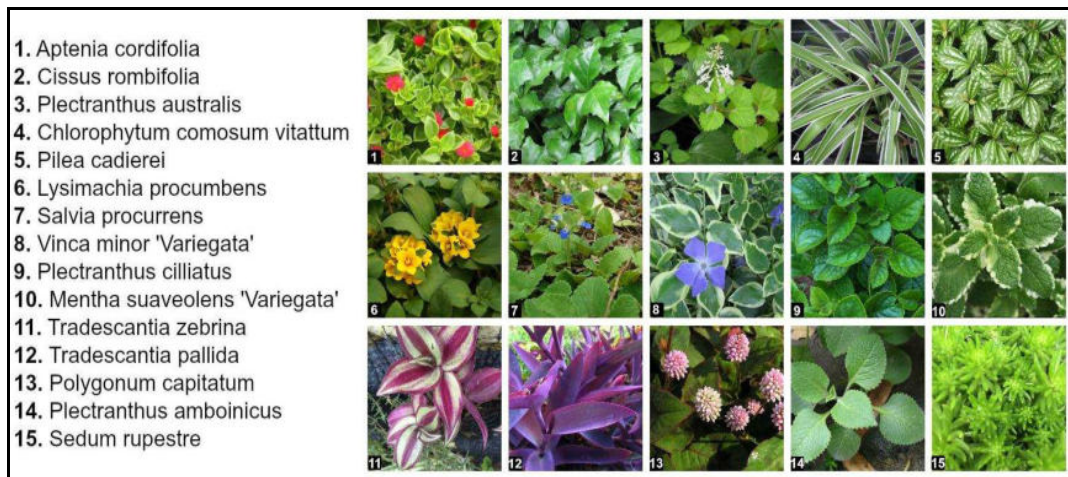 1. Aptenia cordifolia
2. Cissus rombifolia
3. Plectranthus australis
4. Chlorophytum comosum vitattum
5. Pilea cadierei
6. Lysimachia procumbens
7. Salvia procurrens
8. Vinca minor 'Variegata'
9. Plectranthus cilliatus
10. Mentha suaveolens 'Variegata'
11. Tradescantia zebrina
12. Tradescantia pallida
13. Polygonum capitatum
14. Plectranthus amboinicus
15. Sedum rupestre
1 2 3 4 5
6 7 8 9 10
11 12 13 14 15